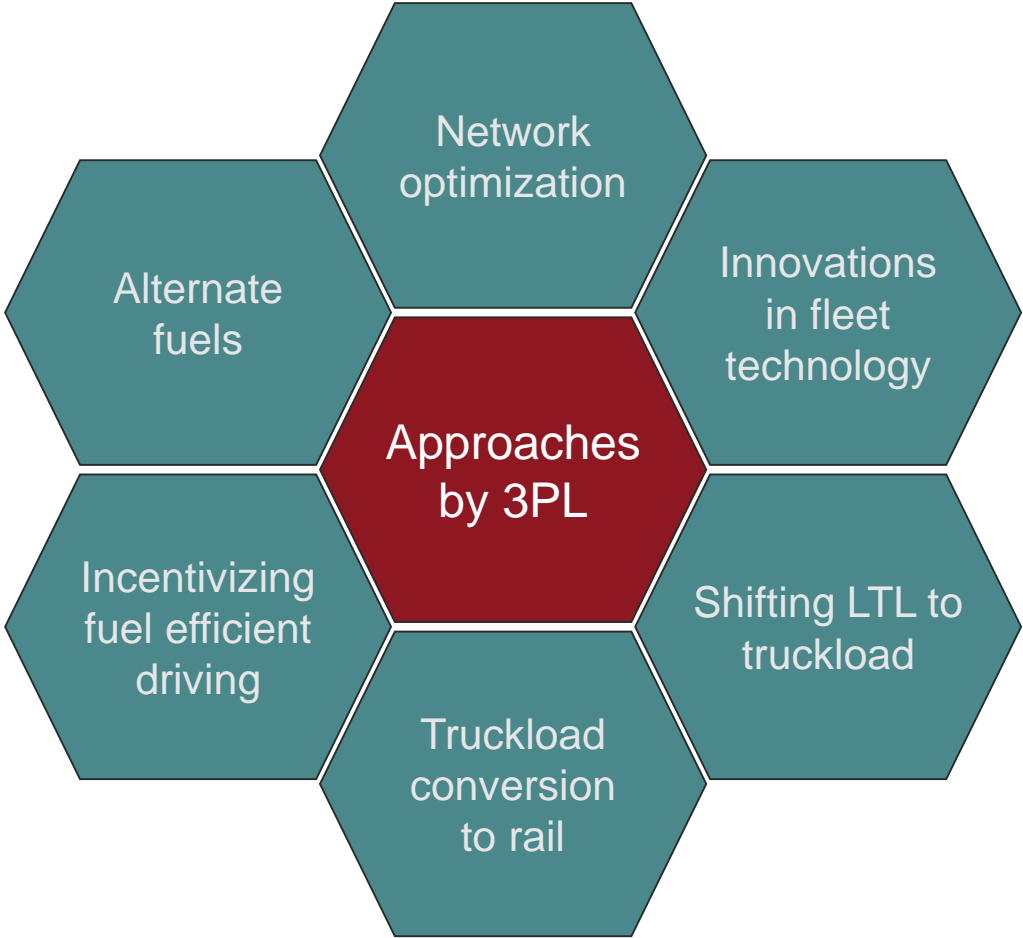 Network
optimization
Alternate
fuels
Innovations
in fleet
technology
Approaches
by 3PL
Incentivizing
fuel efficient
driving
Shifting LTL to
truckload
Truckload
conversion
to rail